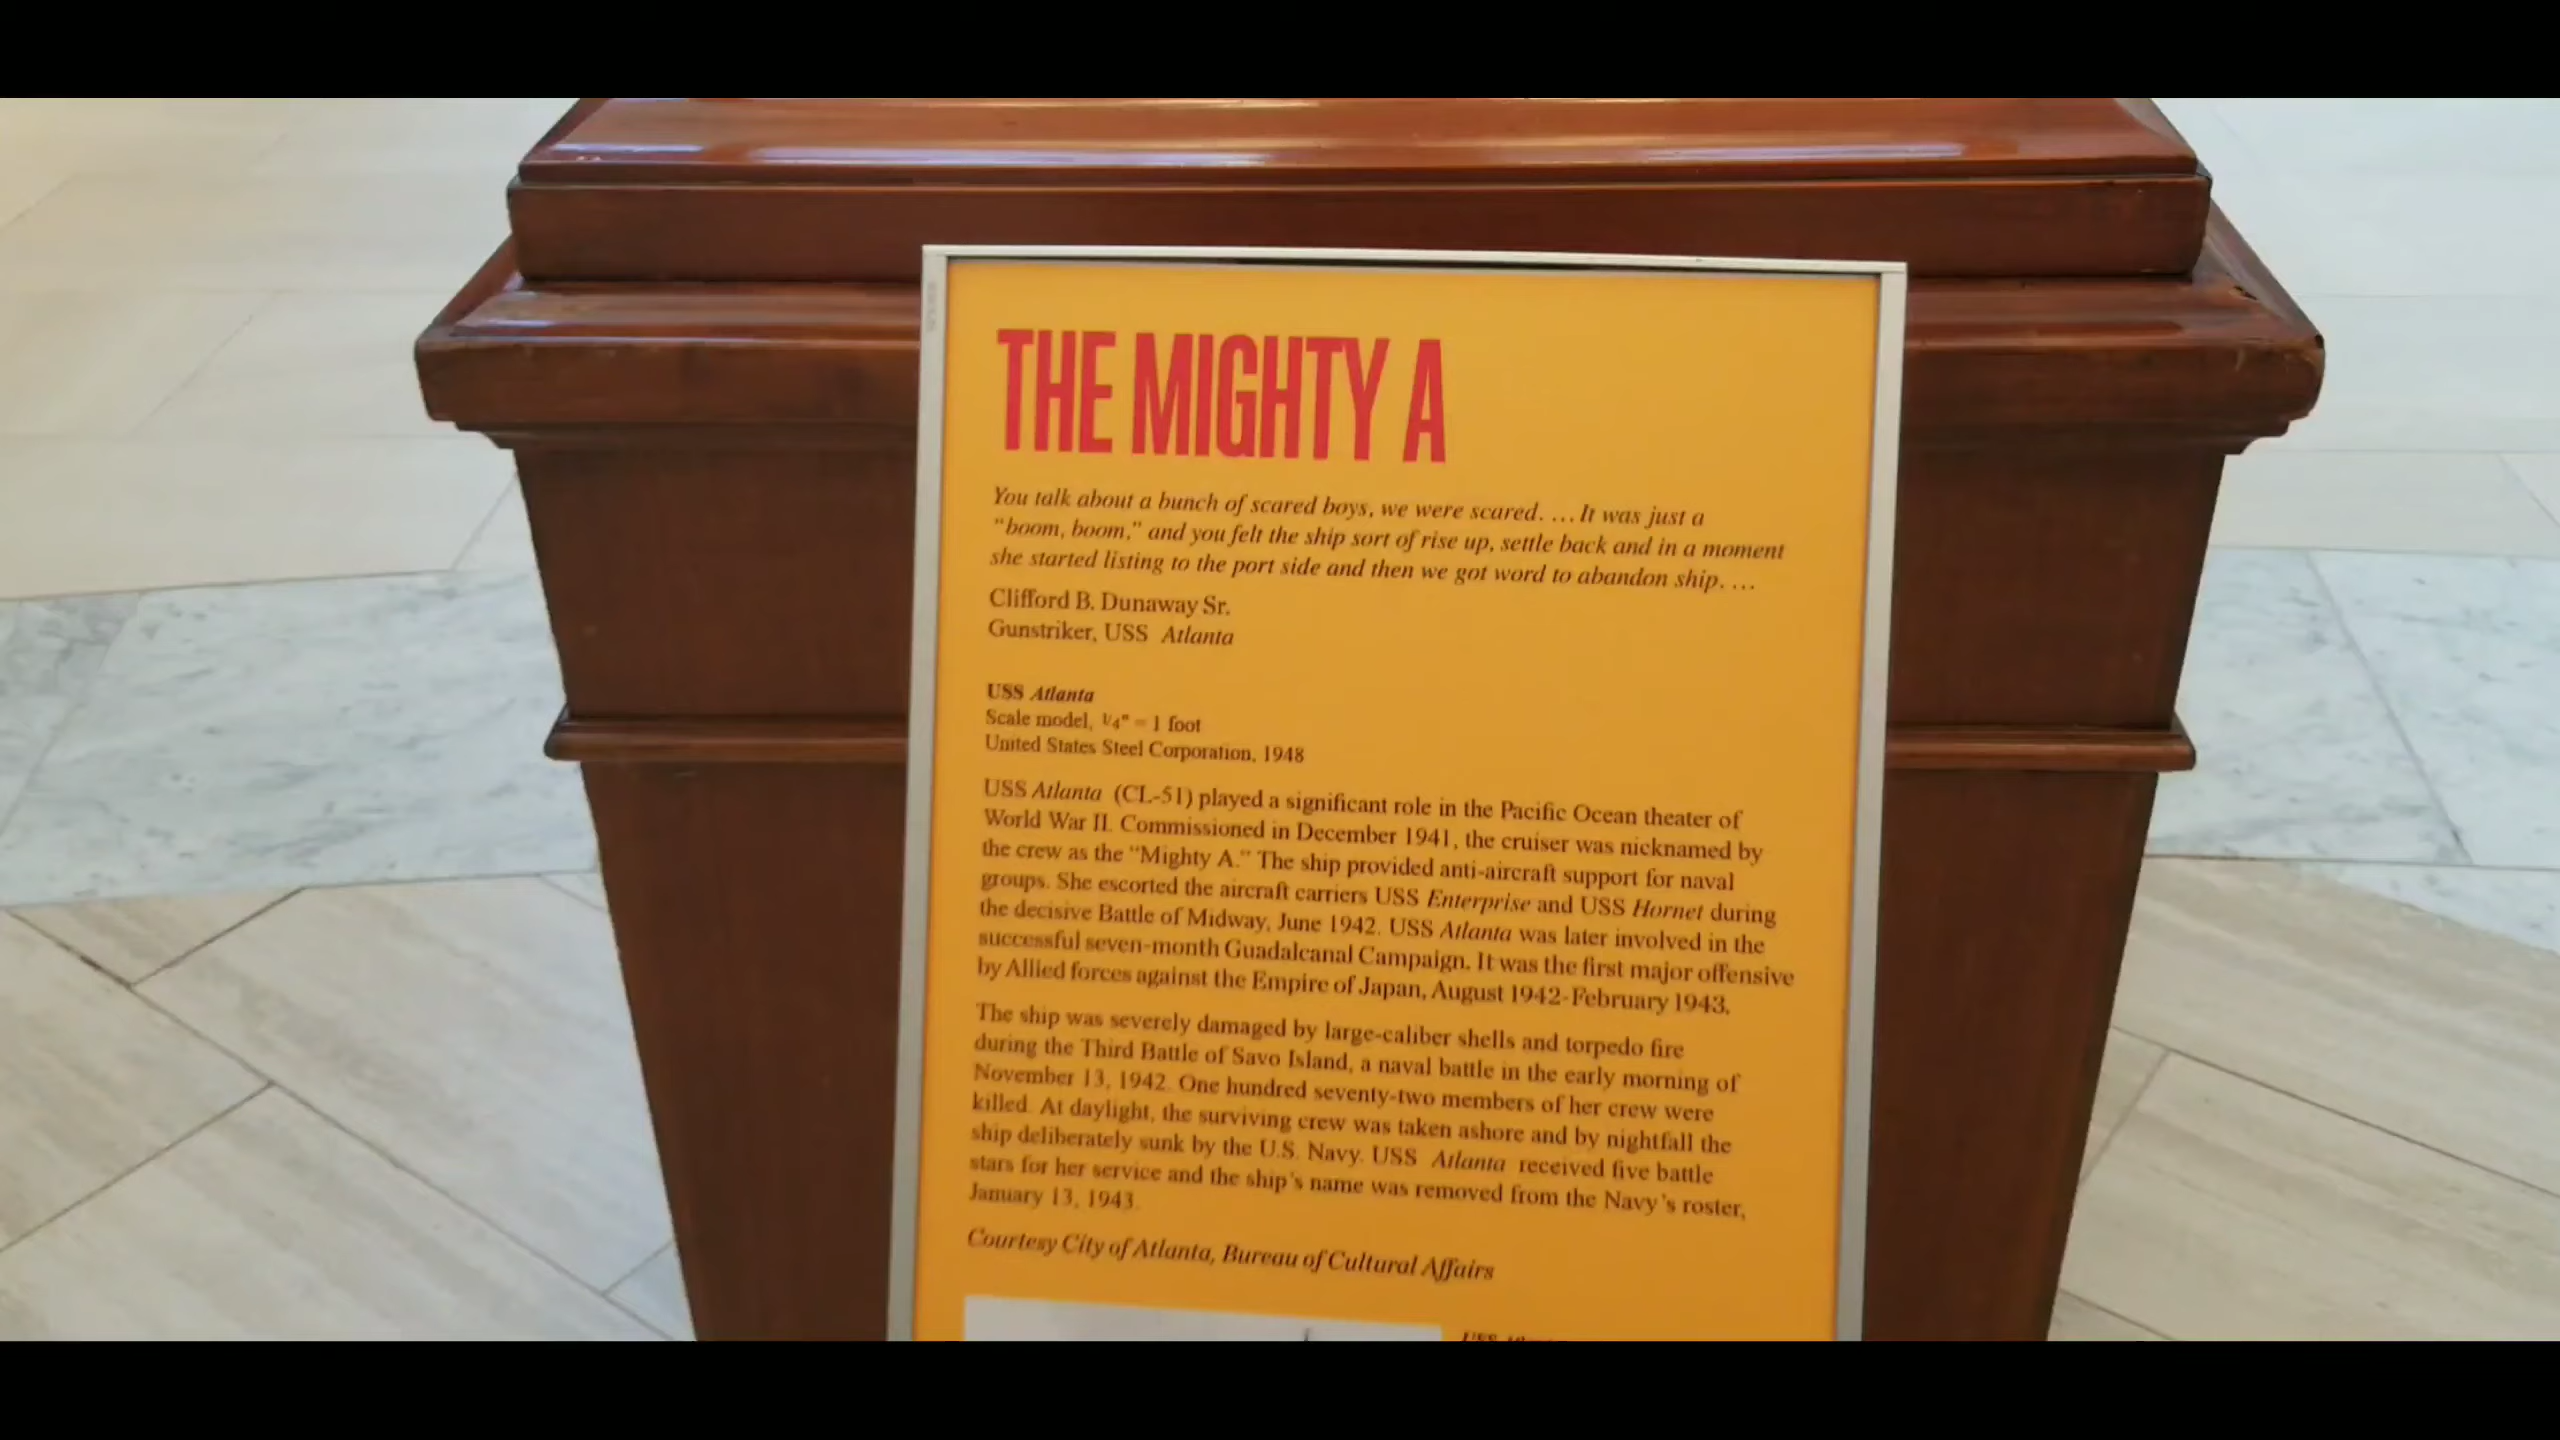 THE MIGHTY A
You talk about a bunch of scared boys, we were scared. … It was just a
“boom, boom,” and you felt the ship sort of rise up, settle back and in a moment
she started listing to the port side and then we got word to abandon ship. …
Clifford B. Dunaway Sr.
Gunstriker, USS Atlanta
USS Atlanta
Scale model, 1/4" = 1 foot
United States Steel Corporation, 1948
USS Atlanta (CL-51) played a significant role in the Pacific Ocean theater of
World War II. Commissioned in December 1941, the cruiser was nicknamed by
the crew as the “Mighty A.” The ship provided anti-aircraft support for naval
groups. She escorted the aircraft carriers USS Enterprise and USS Hornet during
the decisive Battle of Midway, June 1942. USS Atlanta was later involved in the
successful seven-month Guadalcanal Campaign. It was the first major offensive
by Allied forces against the Empire of Japan, August 1942-February 1943.
The ship was severely damaged by large-caliber shells and torpedo fire
during the Third Battle of Savo Island, a naval battle in the early morning of
November 13, 1942. One hundred seventy-two members of her crew were
killed. At daylight, the surviving crew was taken ashore and by nightfall the
ship deliberately sunk by the U.S. Navy. USS Atlanta received five battle
stars for her service and the ship’s name was removed from the Navy’s roster,
January 13, 1943.
Courtesy City of Atlanta, Bureau of Cultural Affairs